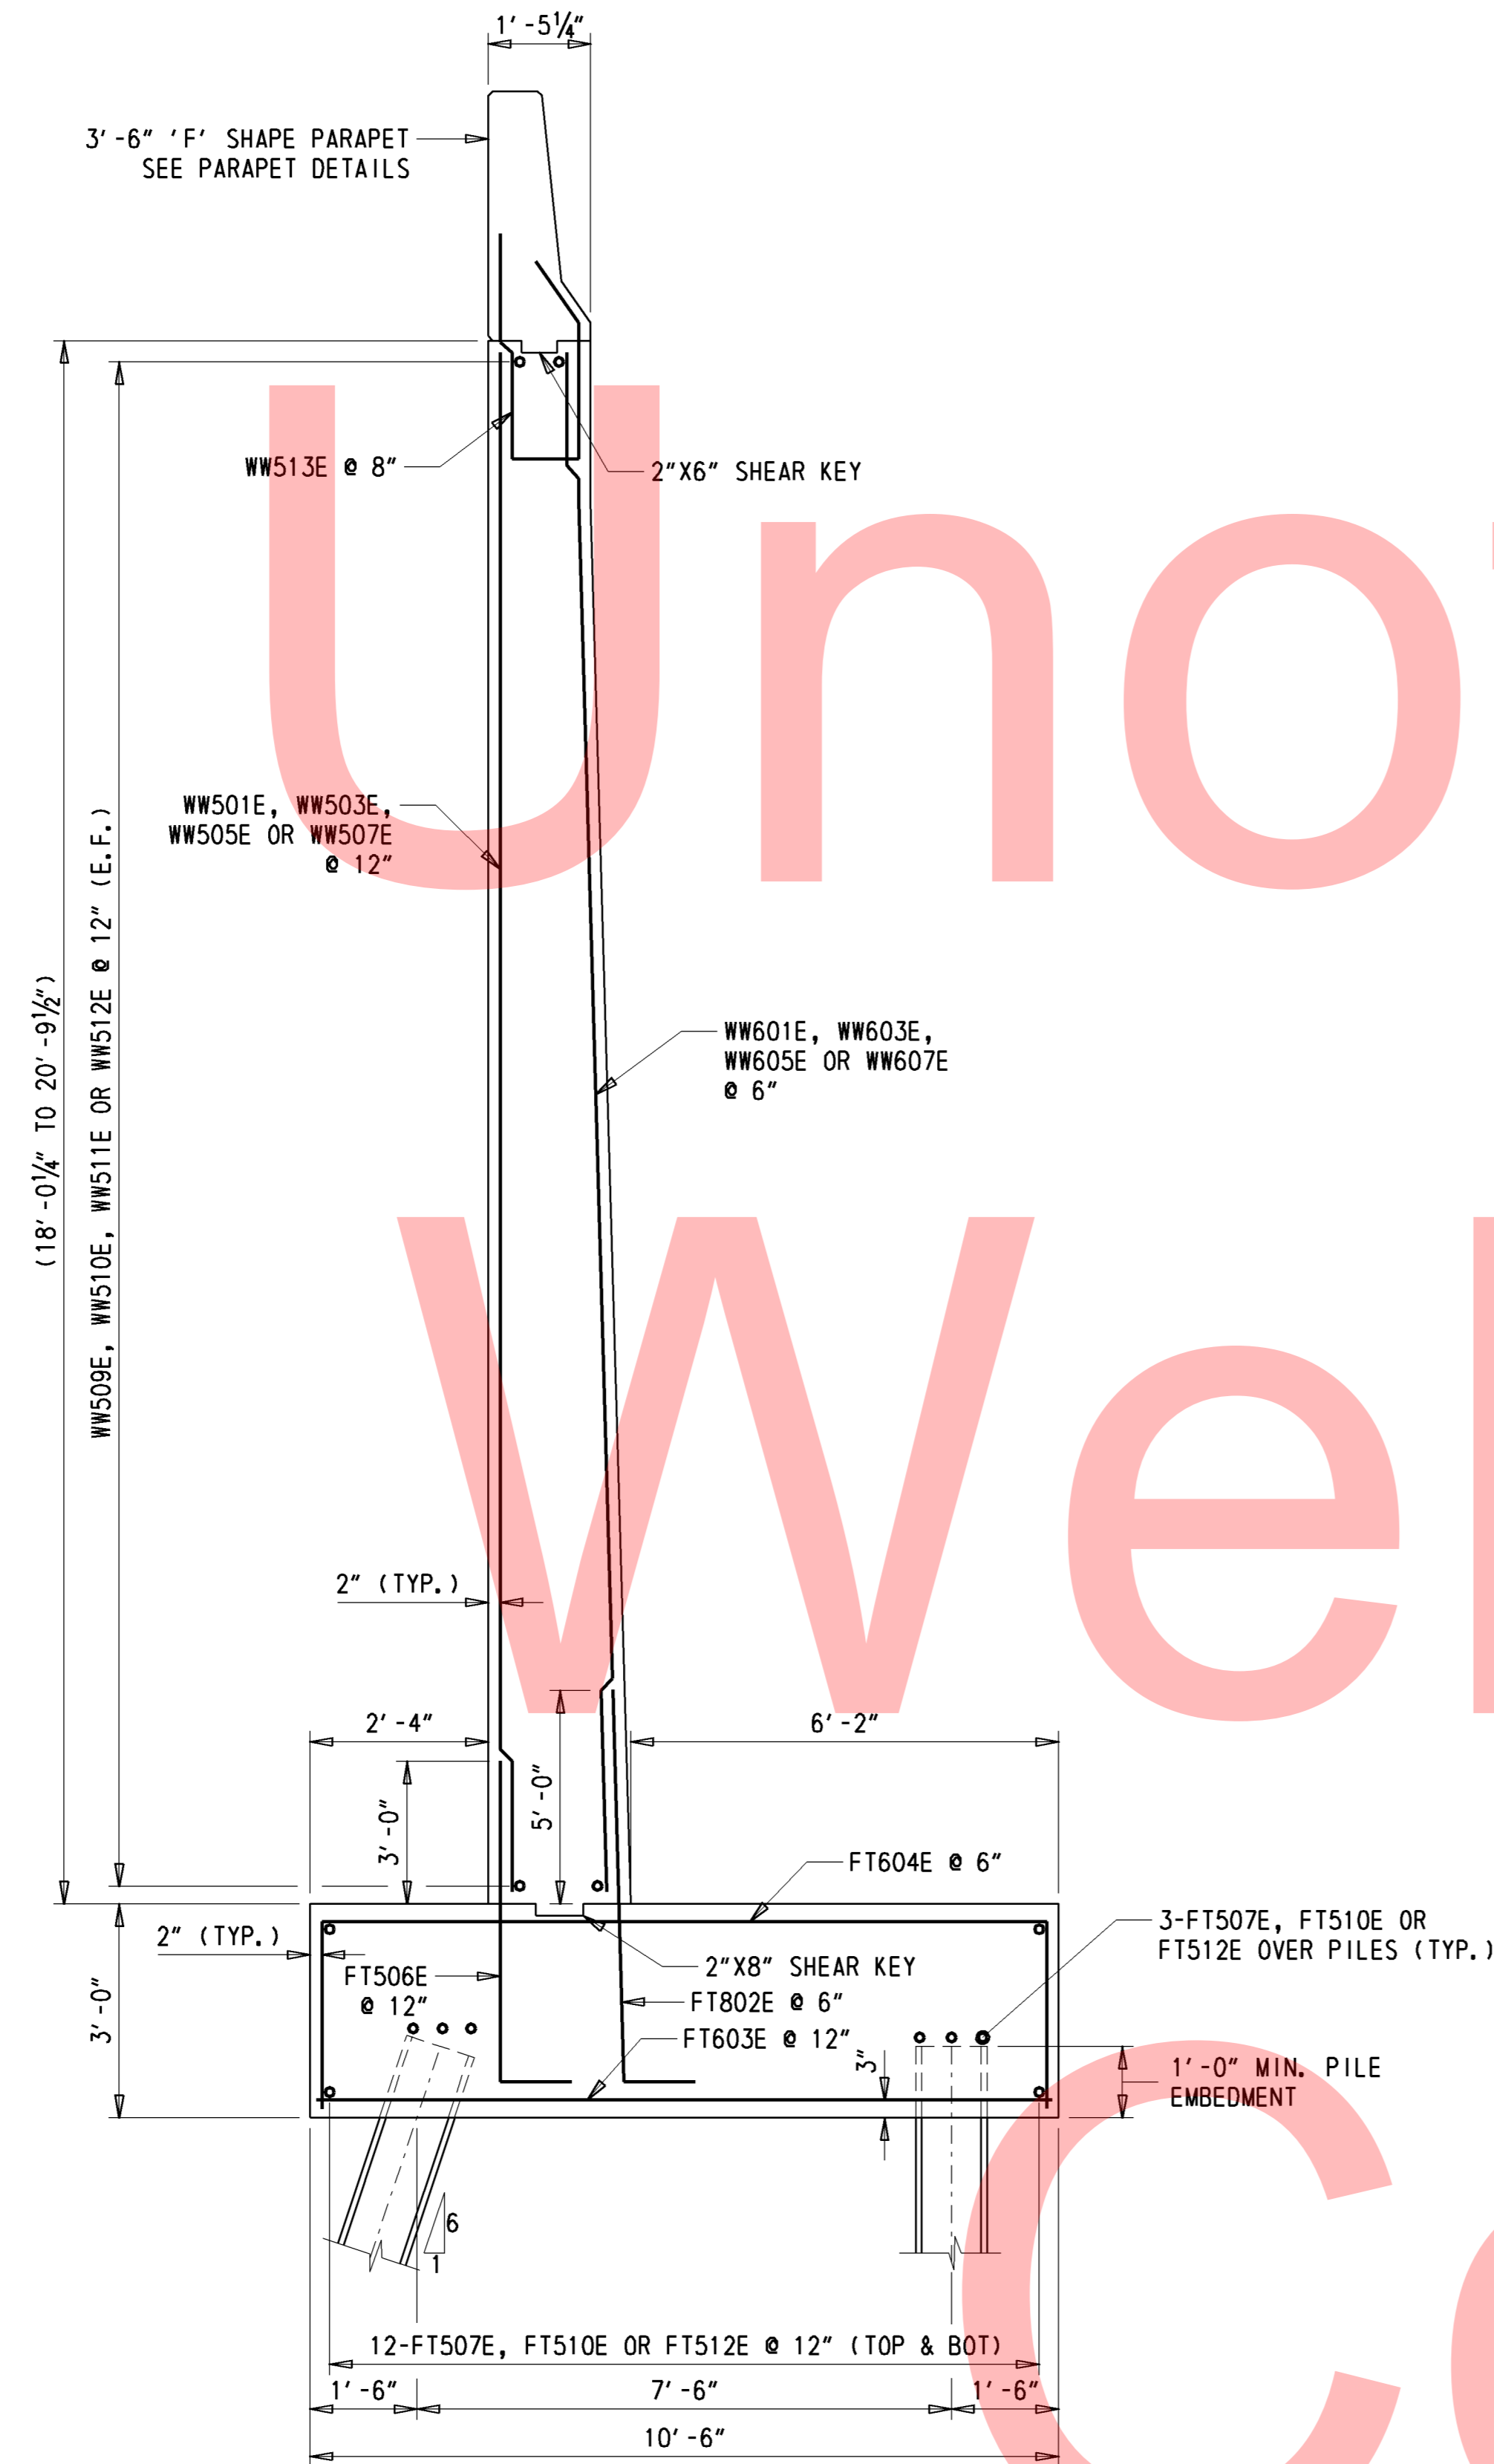 1'-5¼"
3'-6" 'F' SHAPE PARAPET
SEE PARAPET DETAILS
WW513E @ 8"
2"X6" SHEAR KEY
WW501E, WW503E,
WW505E OR WW507E
@ 12"
(18'-0¼" TO 20'-9½")
WW509E, WW510E, WW511E OR WW512E @ 12" (E.F.)
WW601E, WW603E,
WW605E OR WW607E
@ 6"
2" (TYP.)
2'-4"
6'-2"
3'-0"
5'-0"
FT604E @ 6"
2" (TYP.)
3'-0"
FT506E
@ 12"
2"X8" SHEAR KEY
FT802E @ 6"
FT603E @ 12"
3"
3-FT507E, FT510E OR
FT512E OVER PILES (TYP.)
1'-0" MIN. PILE
EMBEDMENT
6
1
12-FT507E, FT510E OR FT512E @ 12" (TOP & BOT)
1'-6"
7'-6"
1'-6"
10'-6"